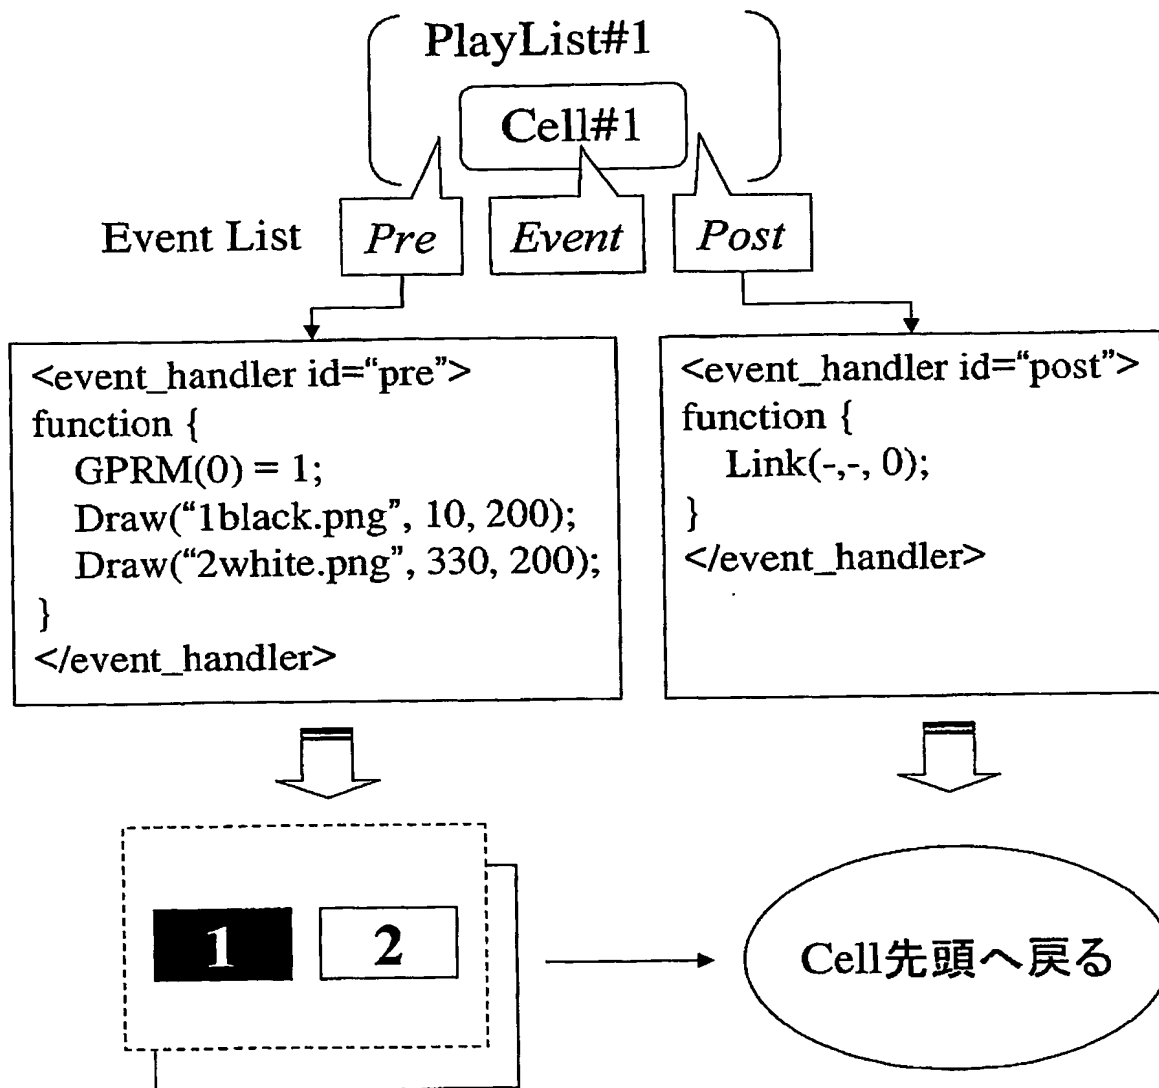 PlayList#1
Cell#1
Event List
Pre
Event
Post
<event_handler id=“pre”>
function {
GPRM(0) = 1;
Draw(“1black.png”, 10, 200);
Draw(“2white.png”, 330, 200);
}
</event_handler>
<event_handler id=“post”>
function {
Link(-,-, 0);
}
</event_handler>
1
2
Cell先頭へ戻る